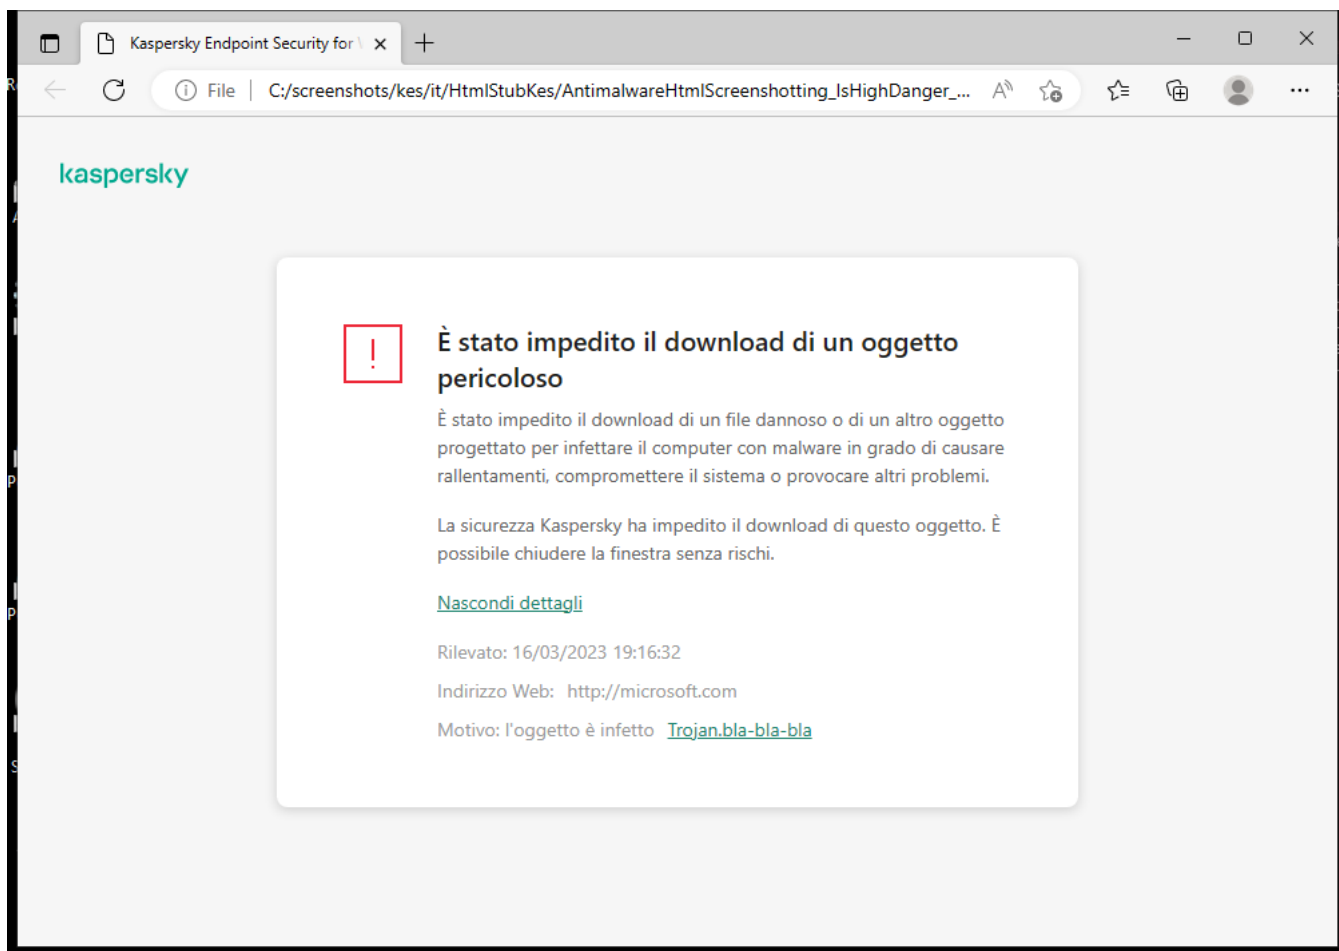 Kaspersky Endpoint Security for
File
C:/screenshots/kes/it/HtmlStubKes/AntimalwareHtmlScreenshotting_IsHighDanger_...
kaspersky
!
È stato impedito il download di un oggetto
pericoloso
È stato impedito il download di un file dannoso o di un altro oggetto
progettato per infettare il computer con malware in grado di causare
rallentamenti, compromettere il sistema o provocare altri problemi.
La sicurezza Kaspersky ha impedito il download di questo oggetto. È
possibile chiudere la finestra senza rischi.
Nascondi dettagli
Rilevato: 16/03/2023 19:16:32
Indirizzo Web: http://microsoft.com
Motivo: l'oggetto è infetto Trojan.bla-bla-bla